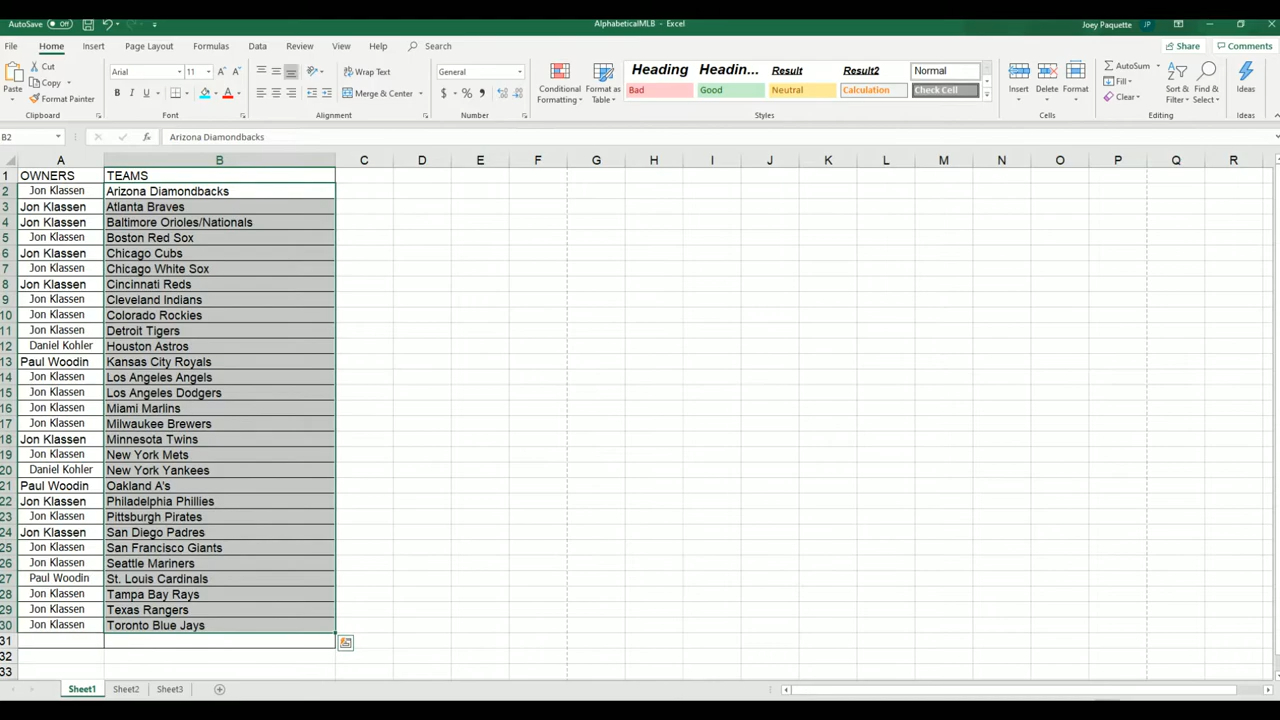 AutoSave Off AlphabeticalMLB - Excel Joey Paquette JP
File Home Insert Page Layout Formulas Data Review View Help Search Share Comments
Paste Cut Copy Format Painter Clipboard
Arial 11 A A B I U A Font
Wrap Text Merge & Center Alignment
General $ % , Number
Conditional Formatting Format as Table
Heading Headin... Result Result2 Normal
Bad Good Neutral Calculation Check Cell
Styles
Insert Delete Format Cells
AutoSum Fill Clear Sort & Filter Find & Select Editing
Ideas Ideas
B2 fx Arizona Diamondbacks
A B C D E F G H I J K L M N O P Q R
1 OWNERS TEAMS
2 Jon Klassen Arizona Diamondbacks
3 Jon Klassen Atlanta Braves
4 Jon Klassen Baltimore Orioles/Nationals
5 Jon Klassen Boston Red Sox
6 Jon Klassen Chicago Cubs
7 Jon Klassen Chicago White Sox
8 Jon Klassen Cincinnati Reds
9 Jon Klassen Cleveland Indians
10 Jon Klassen Colorado Rockies
11 Jon Klassen Detroit Tigers
12 Daniel Kohler Houston Astros
13 Paul Woodin Kansas City Royals
14 Jon Klassen Los Angeles Angels
15 Jon Klassen Los Angeles Dodgers
16 Jon Klassen Miami Marlins
17 Jon Klassen Milwaukee Brewers
18 Jon Klassen Minnesota Twins
19 Jon Klassen New York Mets
20 Daniel Kohler New York Yankees
21 Paul Woodin Oakland A's
22 Jon Klassen Philadelphia Phillies
23 Jon Klassen Pittsburgh Pirates
24 Jon Klassen San Diego Padres
25 Jon Klassen San Francisco Giants
26 Jon Klassen Seattle Mariners
27 Paul Woodin St. Louis Cardinals
28 Jon Klassen Tampa Bay Rays
29 Jon Klassen Texas Rangers
30 Jon Klassen Toronto Blue Jays
31
32
33
Sheet1 Sheet2 Sheet3